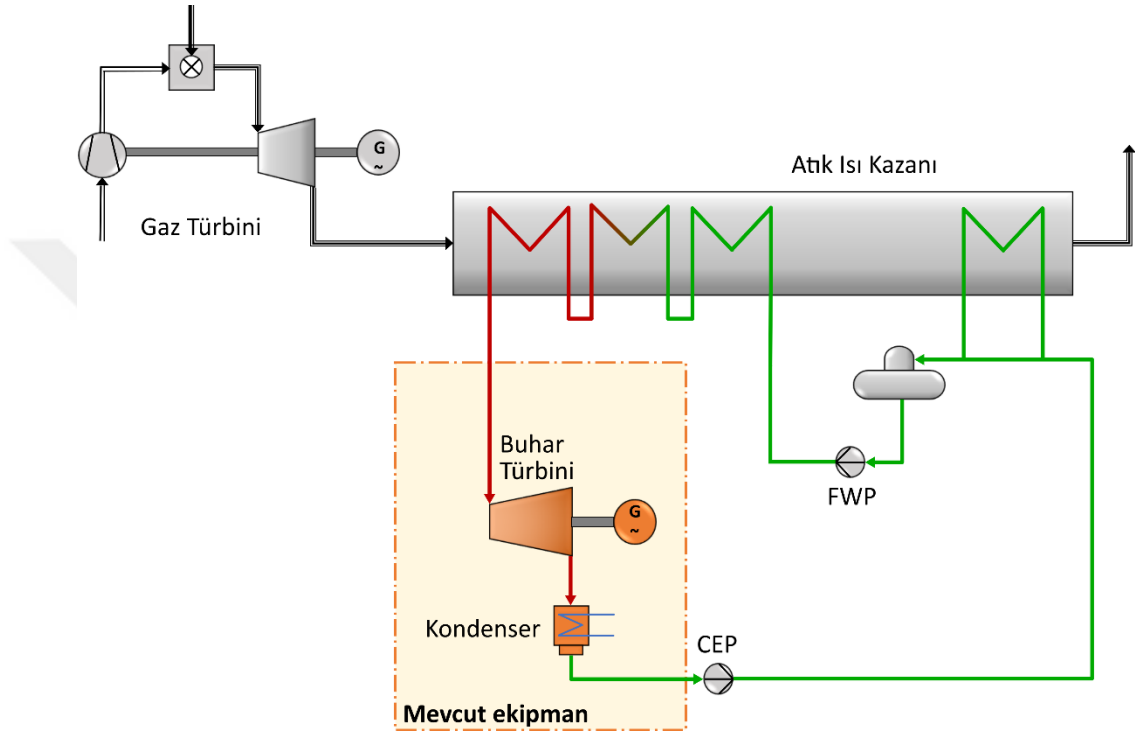 G
~
Gaz Türbini
Atık Isı Kazanı
Buhar
Türbini
G
~
FWP
Kondenser
CEP
Mevcut ekipman